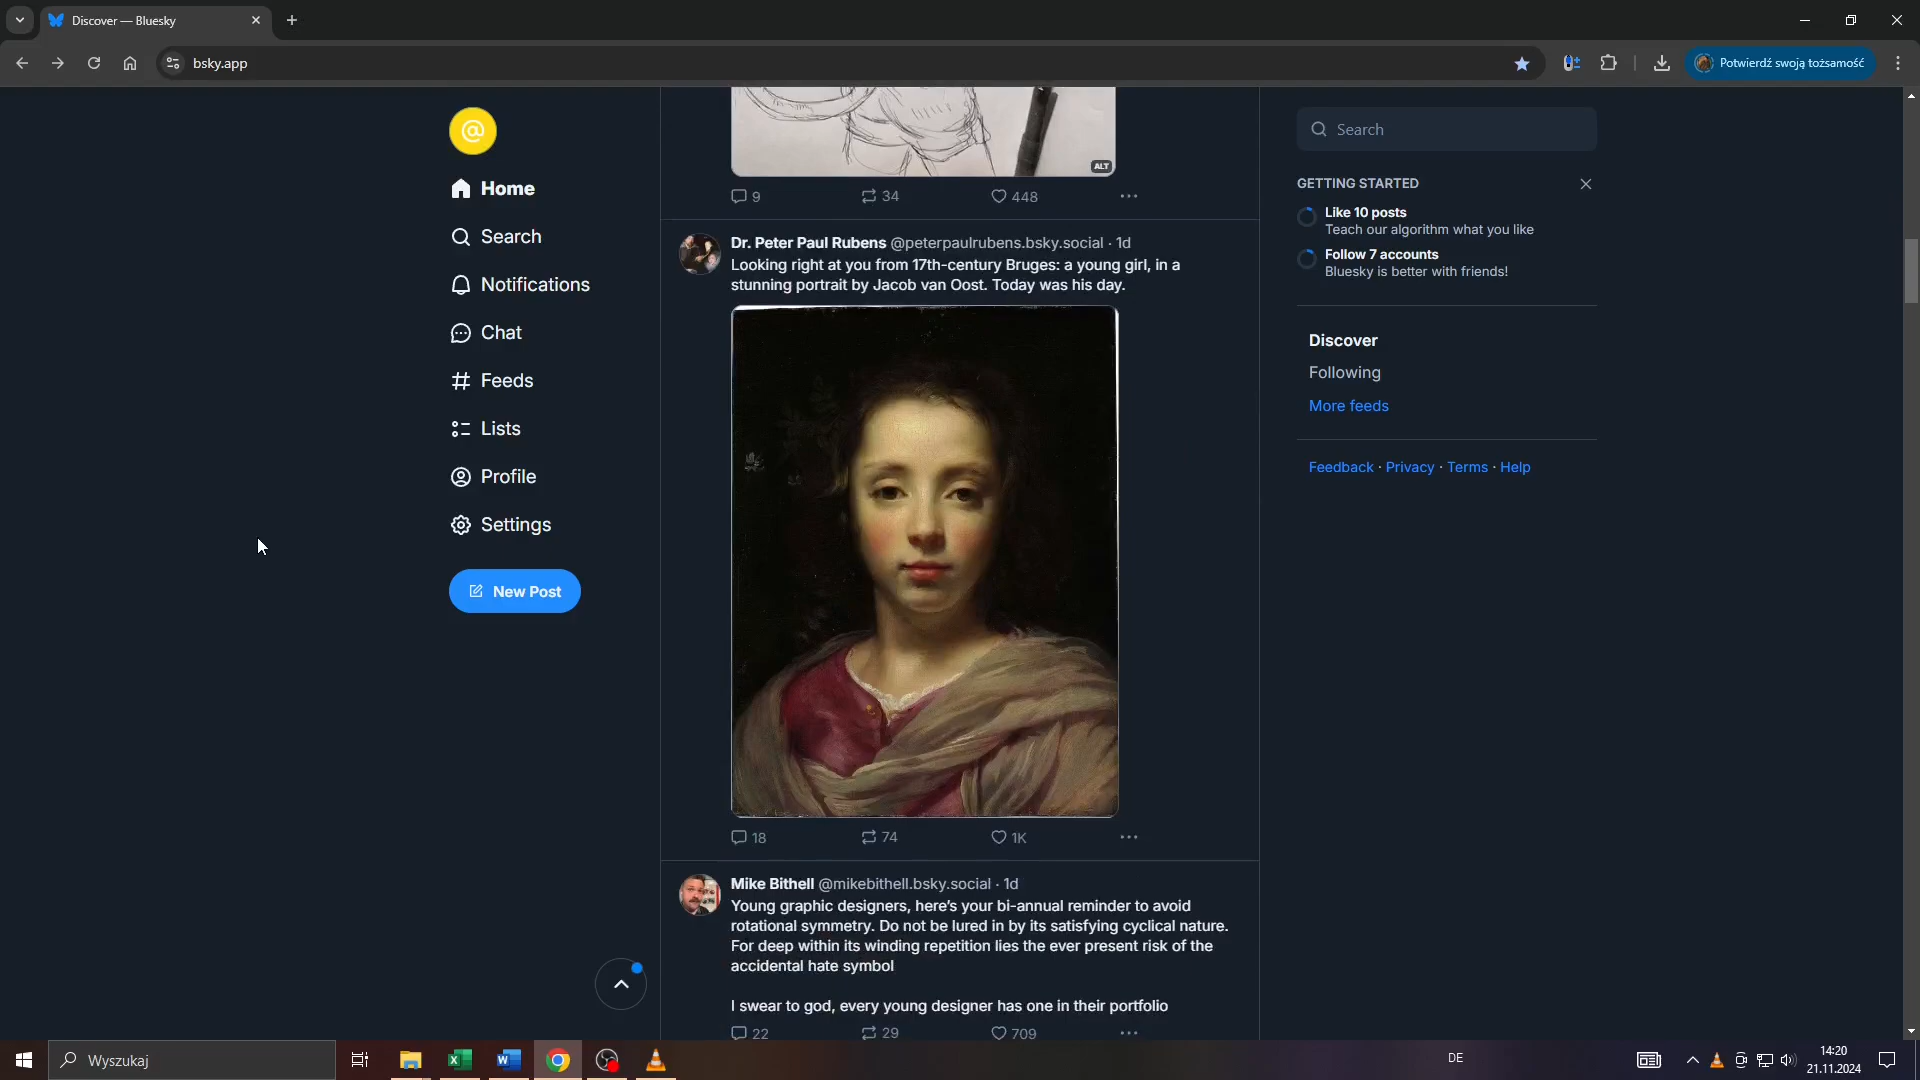 Discover — Bluesky
bsky.app
Potwierdź swoją tożsamość
@
Home
Search
Notifications
Chat
Feeds
Lists
Profile
Settings
New Post
ALT
9 34 448
Dr. Peter Paul Rubens @peterpaulrubens.bsky.social · 1d
Looking right at you from 17th-century Bruges: a young girl, in a
stunning portrait by Jacob van Oost. Today was his day.
18 74 1K
Mike Bithell @mikebithell.bsky.social · 1d
Young graphic designers, here's your bi-annual reminder to avoid
rotational symmetry. Do not be lured in by its satisfying cyclical nature.
For deep within its winding repetition lies the ever present risk of the
accidental hate symbol
I swear to god, every young designer has one in their portfolio
22 29 709
Search
GETTING STARTED
Like 10 posts
Teach our algorithm what you like
Follow 7 accounts
Bluesky is better with friends!
Discover
Following
More feeds
Feedback · Privacy · Terms · Help
Wyszukaj
DE
14:20
21.11.2024